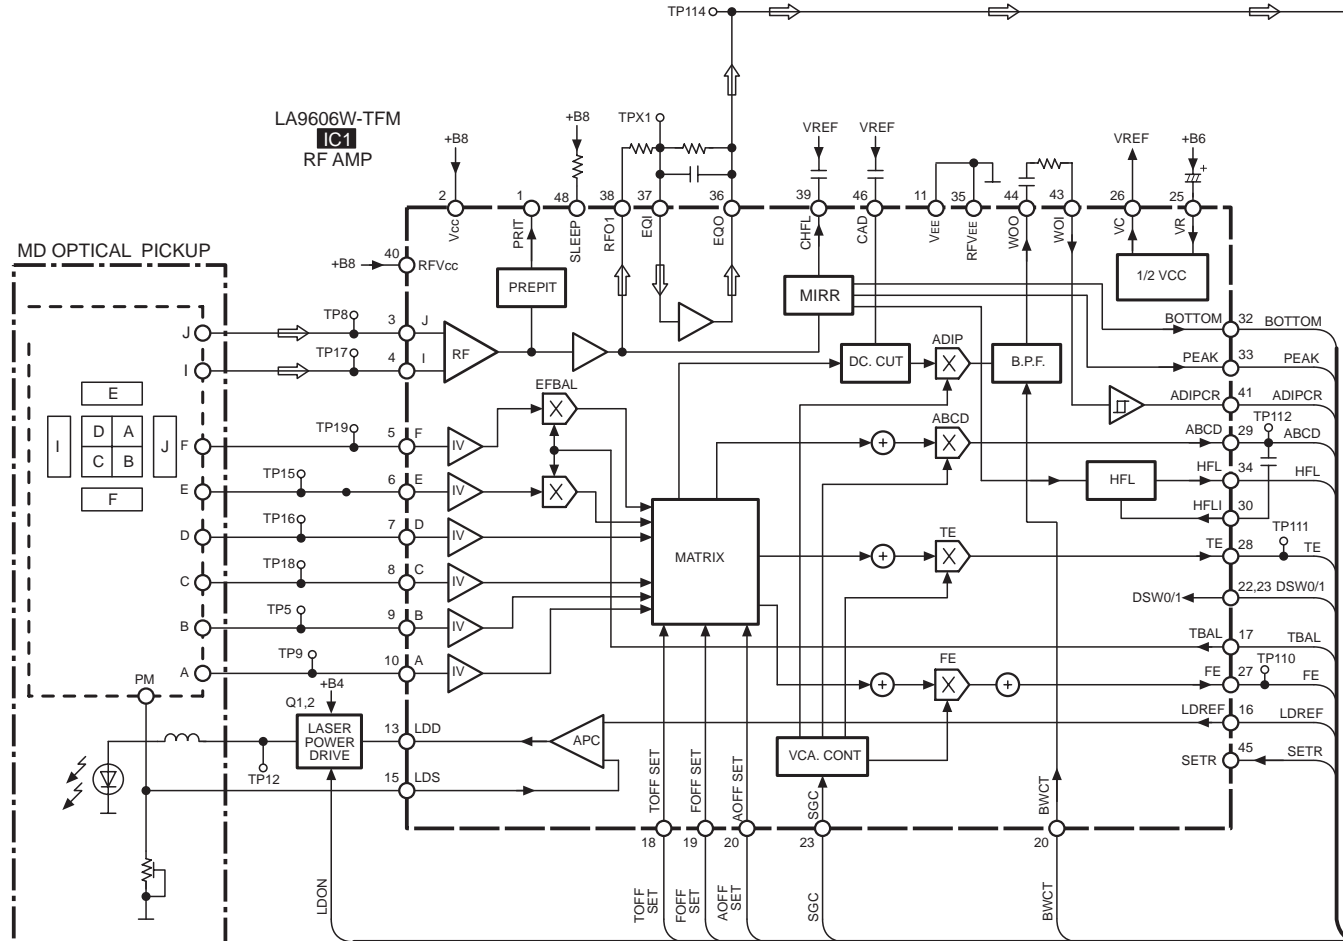 TP114
LA9606W-TFM
IC1
RF AMP
+B8
+B8
TPX1
VREF
VREF
VREF
+B6
+
2
1
48
38
37
36
39
46
11
35
44
43
26
25
Vcc
PRIT
SLEEP
RFO1
EQI
EQO
CHFL
CAD
VEE
RFVEE
WOO
WOI
VC
VR
MD OPTICAL PICKUP
+B8
40
RFVcc
PREPIT
MIRR
1/2 VCC
J
TP8
3
J
RF
BOTTOM
32
BOTTOM
I
TP17
4
I
DC. CUT
ADIP
X
B.P.F.
PEAK
33
PEAK
E
EFBAL
X
ADIPCR
41
ADIPCR
I
D
A
J
C
B
F
F
TP19
5
F
IV
+
ABCD
X
ABCD
29
TP112
ABCD
E
TP15
6
E
IV
X
HFL
HFL
34
HFL
HFLI
30
D
TP16
7
D
IV
MATRIX
+
TE
X
TE
28
TP111
TE
C
TP18
8
C
IV
DSW0/1
22,23
DSW0/1
B
TP5
9
B
IV
TBAL
17
TBAL
A
TP9
10
A
IV
+
FE
X
+
FE
27
TP110
FE
PM
+B4
Q1,2
LASER
POWER
DRIVE
13
LDD
APC
LDREF
16
LDREF
TP12
VCA. CONT
SETR
45
SETR
15
LDS
TOFF SET
FOFF SET
AOFF SET
SGC
BWCT
18
19
20
23
20
LDON
TOFF
SET
FOFF
SET
AOFF
SET
SGC
BWCT